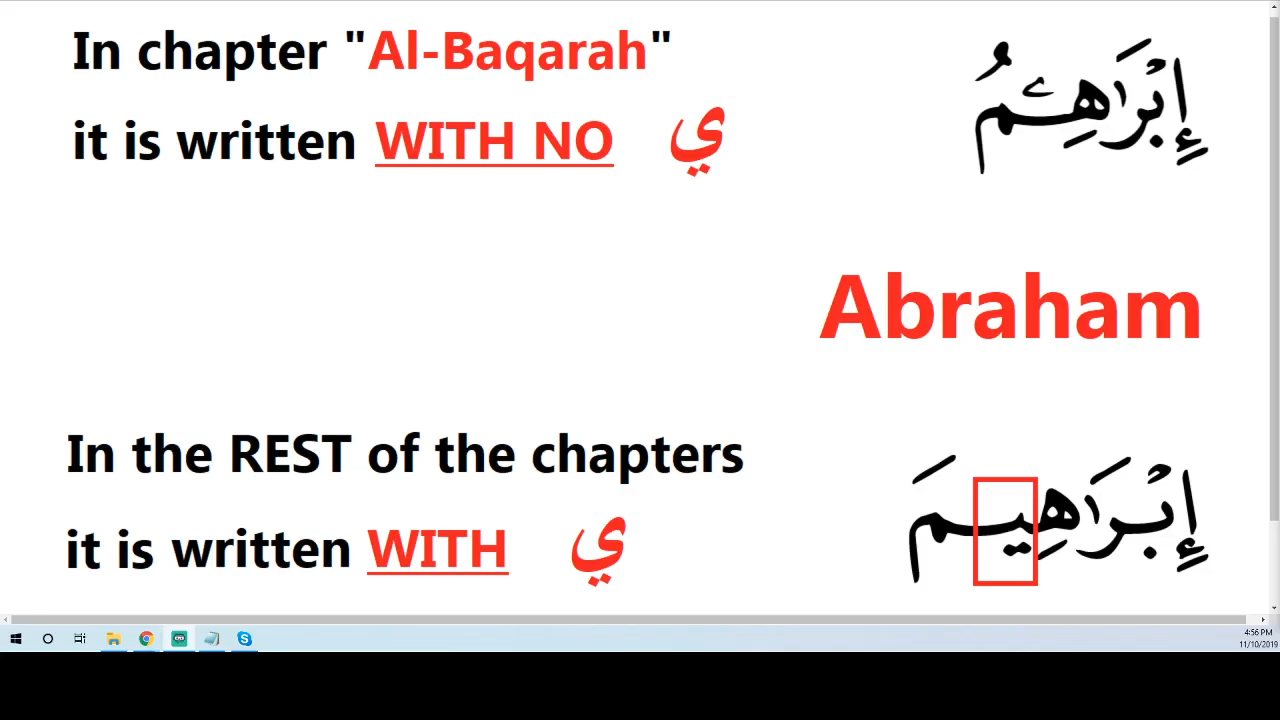 In chapter "Al-Baqarah"
it is written WITH NO ي
إِبْرَٰهِـۧمُ
Abraham
In the REST of the chapters
it is written WITH ي
إِبْرَٰهِيمَ
4:56 PM
11/10/2019